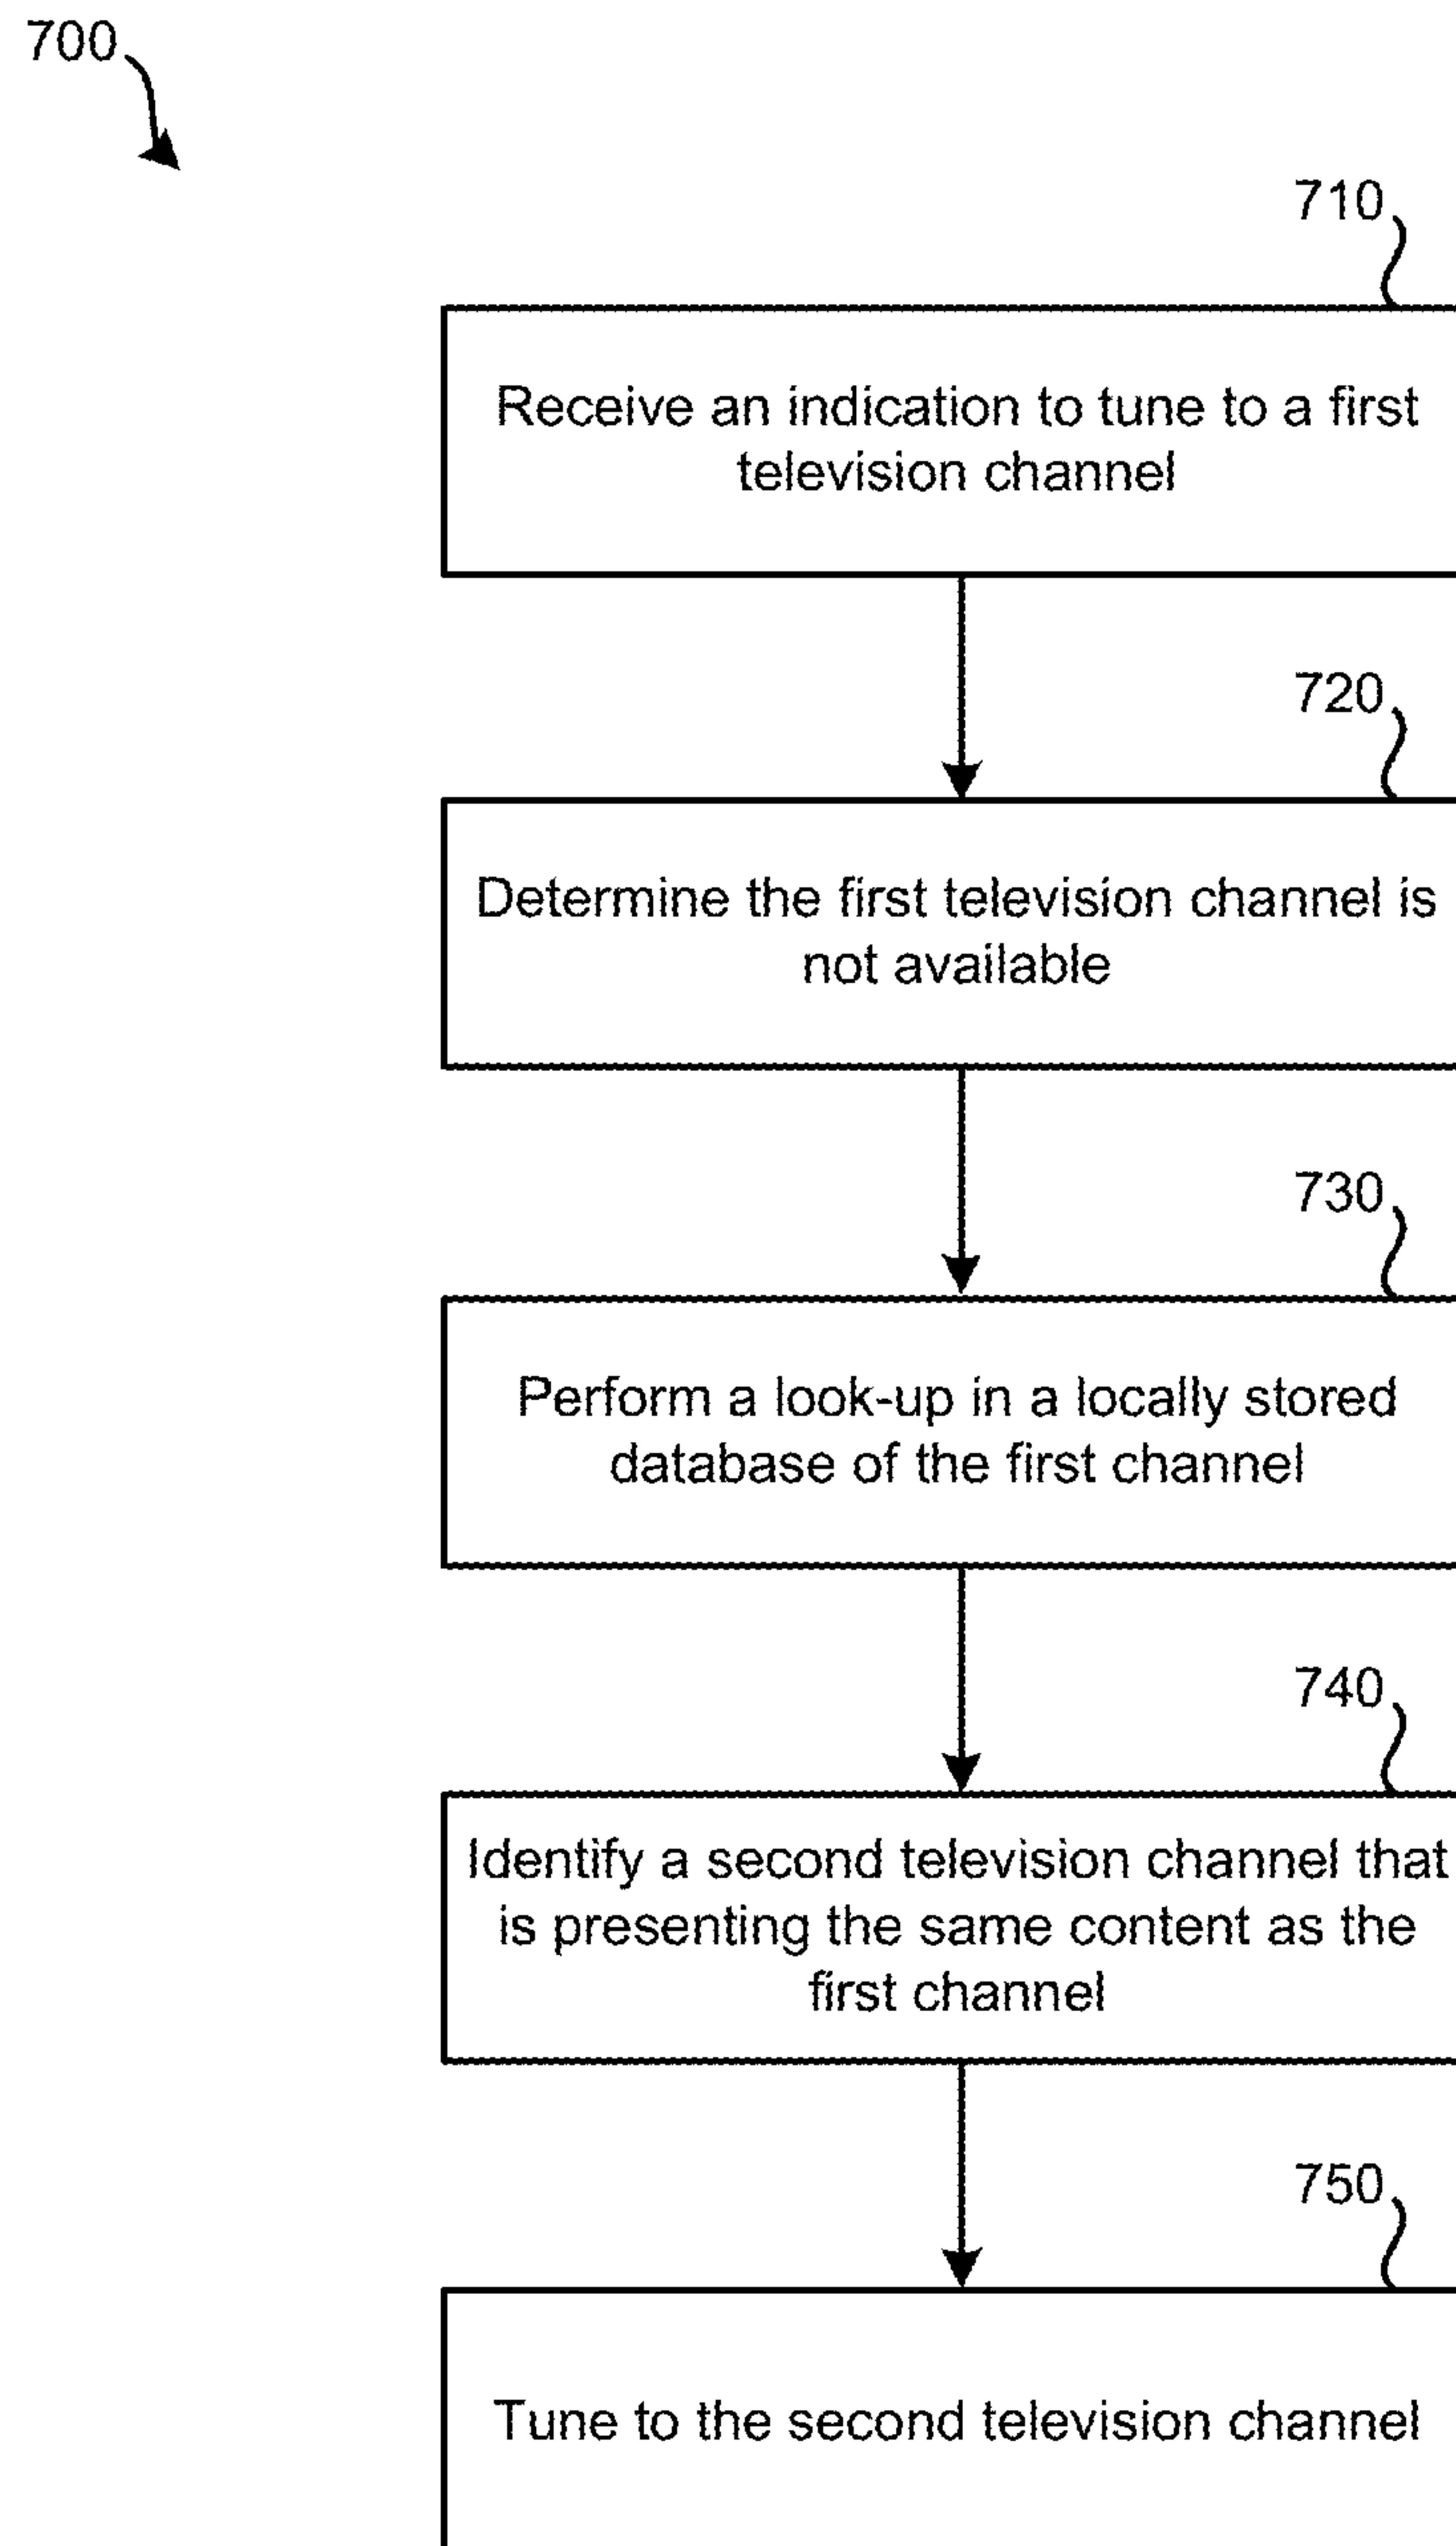 700
710
Receive an indication to tune to a first
television channel
720
Determine the first television channel is
not available
730
Perform a look-up in a locally stored
database of the first channel
740
Identify a second television channel that
is presenting the same content as the
first channel
750
Tune to the second television channel